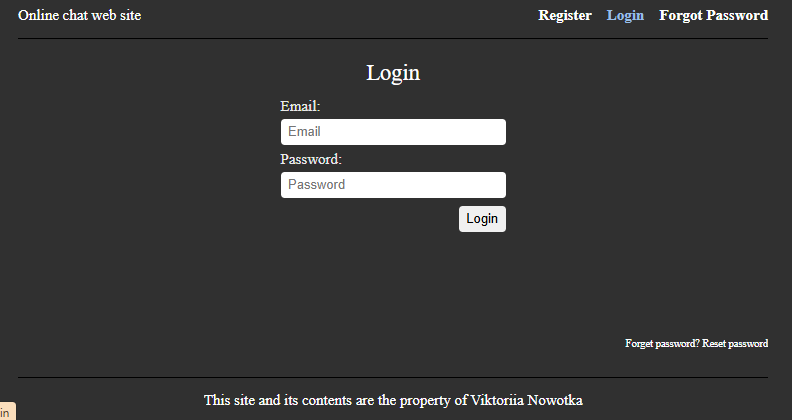 Online chat web site Register Login Forgot Password
Login
Email:
Email
Password:
Password
Login
Forget password? Reset password
This site and its contents are the property of Viktoriia Nowotka
in